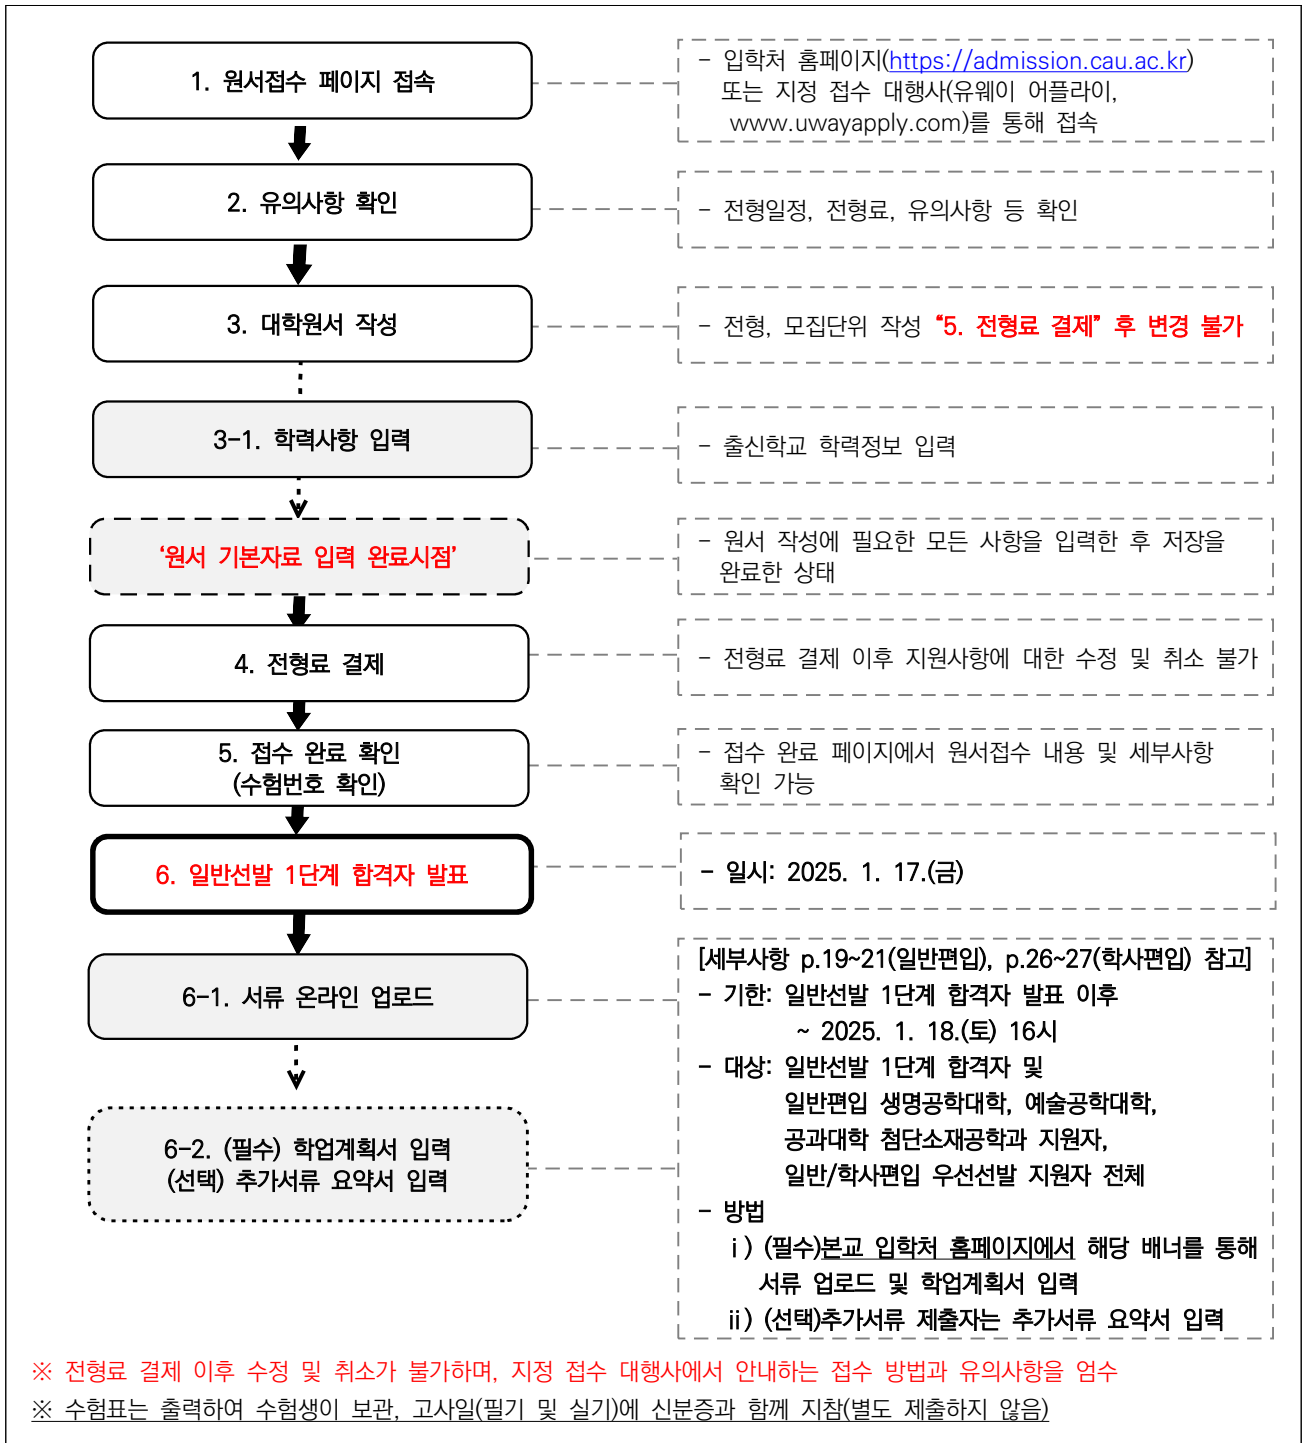 1. 원서접수 페이지 접속
- 입학처 홈페이지(https://admission.cau.ac.kr)
또는 지정 접수 대행사(유웨이 어플라이,
www.uwayapply.com)를 통해 접속
2. 유의사항 확인
- 전형일정, 전형료, 유의사항 등 확인
3. 대학원서 작성
- 전형, 모집단위 작성 “5. 전형료 결제” 후 변경 불가
3-1. 학력사항 입력
- 출신학교 학력정보 입력
‘원서 기본자료 입력 완료시점’
- 원서 작성에 필요한 모든 사항을 입력한 후 저장을
완료한 상태
4. 전형료 결제
- 전형료 결제 이후 지원사항에 대한 수정 및 취소 불가
5. 접수 완료 확인
(수험번호 확인)
- 접수 완료 페이지에서 원서접수 내용 및 세부사항
확인 가능
6. 일반선발 1단계 합격자 발표
- 일시: 2025. 1. 17.(금)
6-1. 서류 온라인 업로드
6-2. (필수) 학업계획서 입력
(선택) 추가서류 요약서 입력
[세부사항 p.19~21(일반편입), p.26~27(학사편입) 참고]
- 기한: 일반선발 1단계 합격자 발표 이후
~ 2025. 1. 18.(토) 16시
- 대상: 일반선발 1단계 합격자 및
일반편입 생명공학대학, 예술공학대학,
공과대학 첨단소재공학과 지원자,
일반/학사편입 우선선발 지원자 전체
- 방법
ⅰ) (필수)본교 입학처 홈페이지에서 해당 배너를 통해
서류 업로드 및 학업계획서 입력
ⅱ) (선택)추가서류 제출자는 추가서류 요약서 입력
※ 전형료 결제 이후 수정 및 취소가 불가하며, 지정 접수 대행사에서 안내하는 접수 방법과 유의사항을 엄수
※ 수험표는 출력하여 수험생이 보관, 고사일(필기 및 실기)에 신분증과 함께 지참(별도 제출하지 않음)